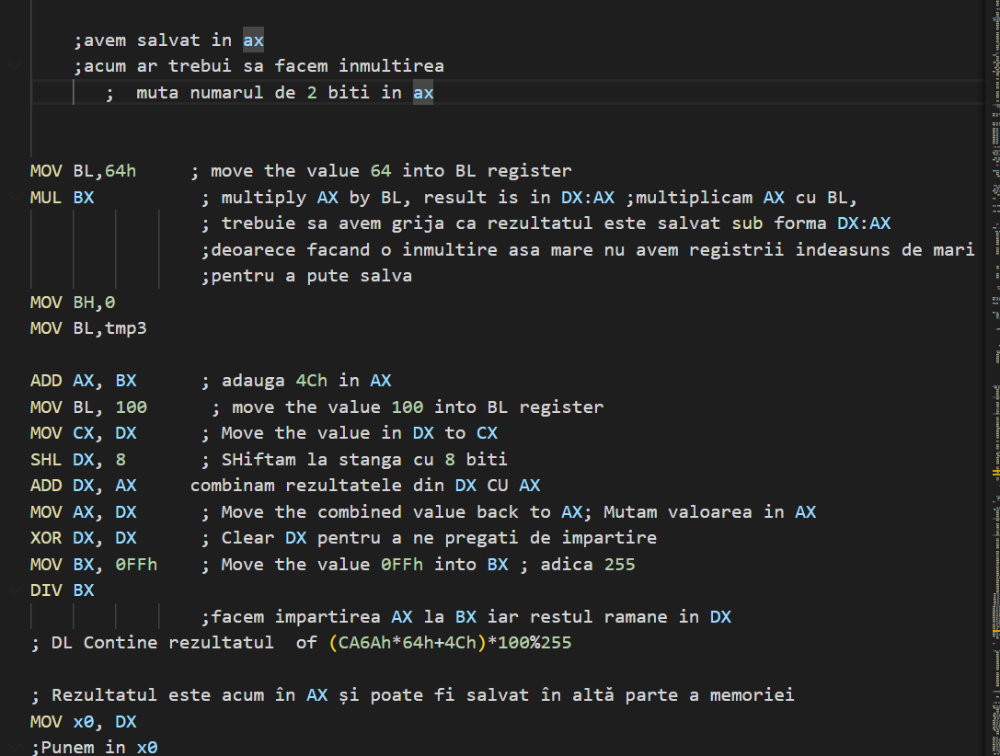 ;avem salvat in ax
;acum ar trebui sa facem inmultirea
; muta numarul de 2 biti in ax
MOV BL,64h ; move the value 64 into BL register
MUL BX ; multiply AX by BL, result is in DX:AX ;multiplicam AX cu BL,
; trebuie sa avem grija ca rezultatul este salvat sub forma DX:AX
;deoarece facand o inmultire asa mare nu avem registrii indeasuns de mari
;pentru a pute salva
MOV BH,0
MOV BL,tmp3
ADD AX, BX ; adauga 4Ch in AX
MOV BL, 100 ; move the value 100 into BL register
MOV CX, DX ; Move the value in DX to CX
SHL DX, 8 ; SHiftam la stanga cu 8 biti
ADD DX, AX combinam rezultatele din DX CU AX
MOV AX, DX ; Move the combined value back to AX; Mutam valoarea in AX
XOR DX, DX ; Clear DX pentru a ne pregati de impartire
MOV BX, 0FFh ; Move the value 0FFh into BX ; adica 255
DIV BX
;facem impartirea AX la BX iar restul ramane in DX
; DL Contine rezultatul of (CA6Ah*64h+4Ch)*100%255
; Rezultatul este acum în AX și poate fi salvat în altă parte a memoriei
MOV x0, DX
;Punem in x0